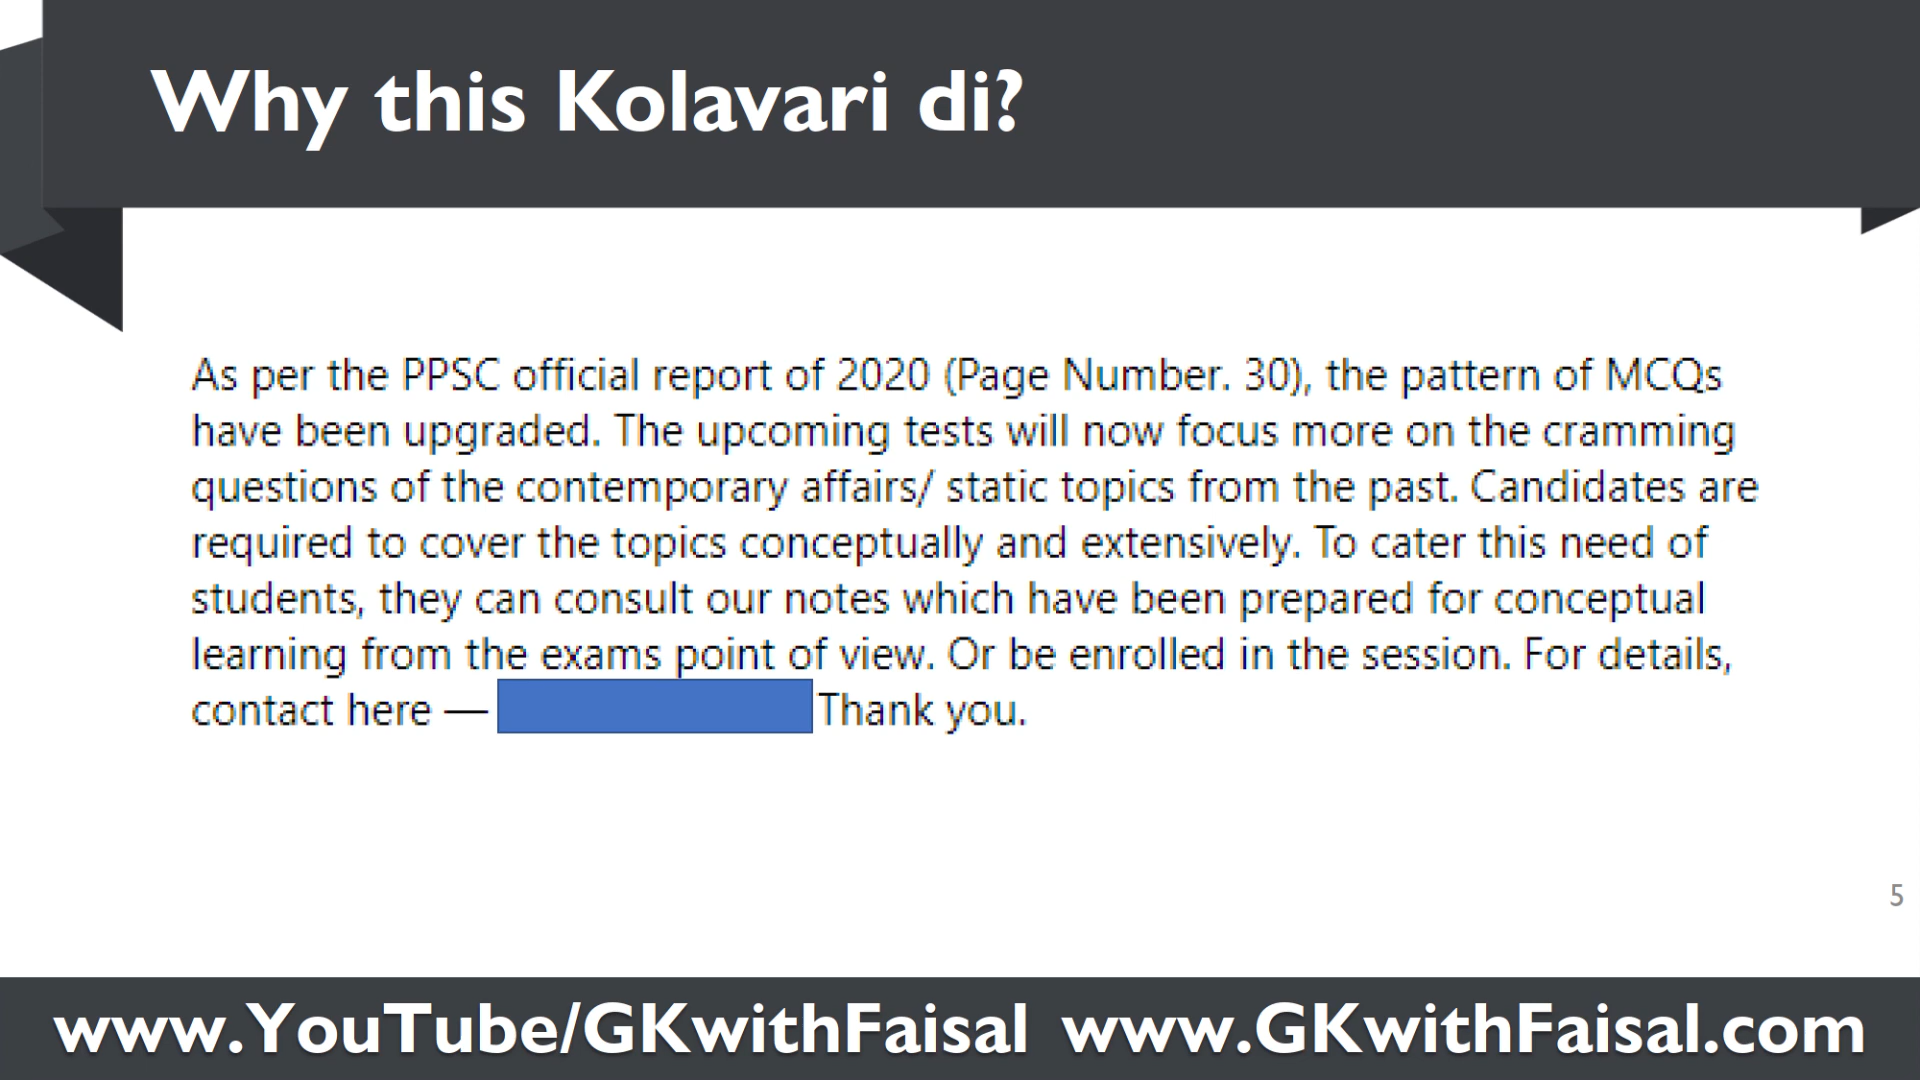 Why this Kolavari di?
As per the PPSC official report of 2020 (Page Number. 30), the pattern of MCQs
have been upgraded. The upcoming tests will now focus more on the cramming
questions of the contemporary affairs/ static topics from the past. Candidates are
required to cover the topics conceptually and extensively. To cater this need of
students, they can consult our notes which have been prepared for conceptual
learning from the exams point of view. Or be enrolled in the session. For details,
contact here — Thank you.
5
www.YouTube/GKwithFaisal www.GKwithFaisal.com